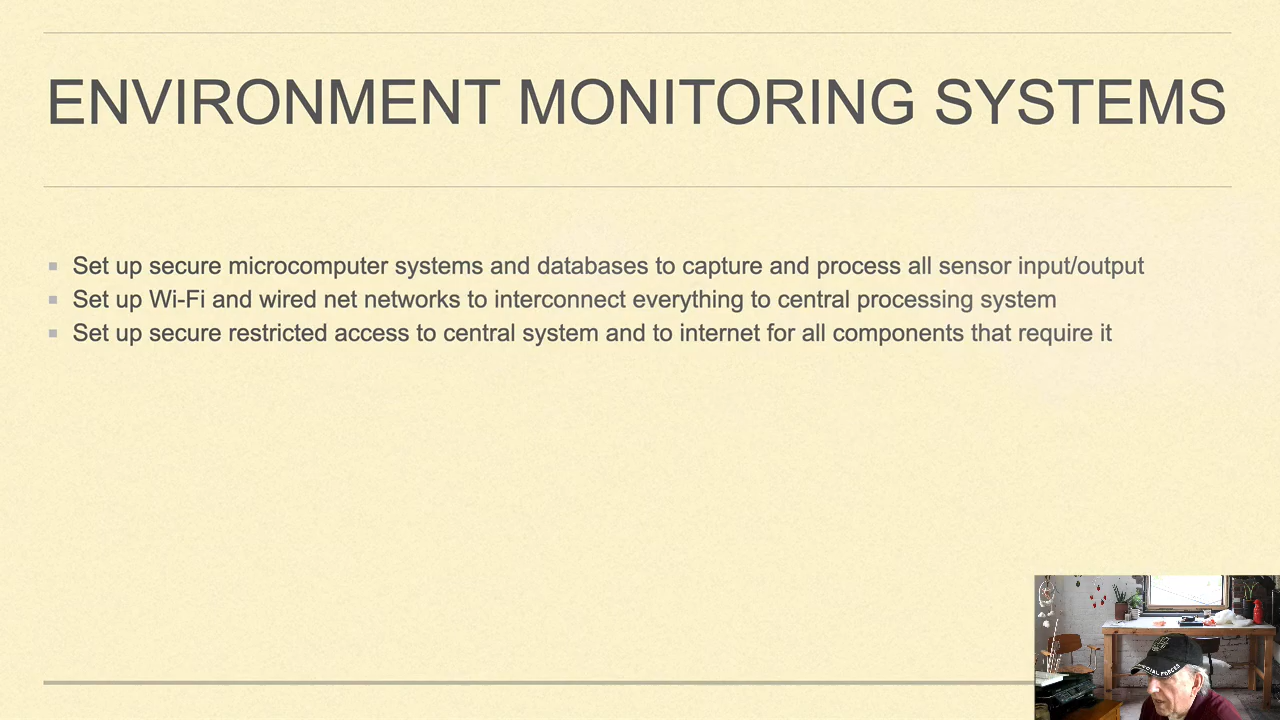 ENVIRONMENT MONITORING SYSTEMS
Set up secure microcomputer systems and databases to capture and process all sensor input/output
Set up Wi-Fi and wired net networks to interconnect everything to central processing system
Set up secure restricted access to central system and to internet for all components that require it
SPECIAL FORCES